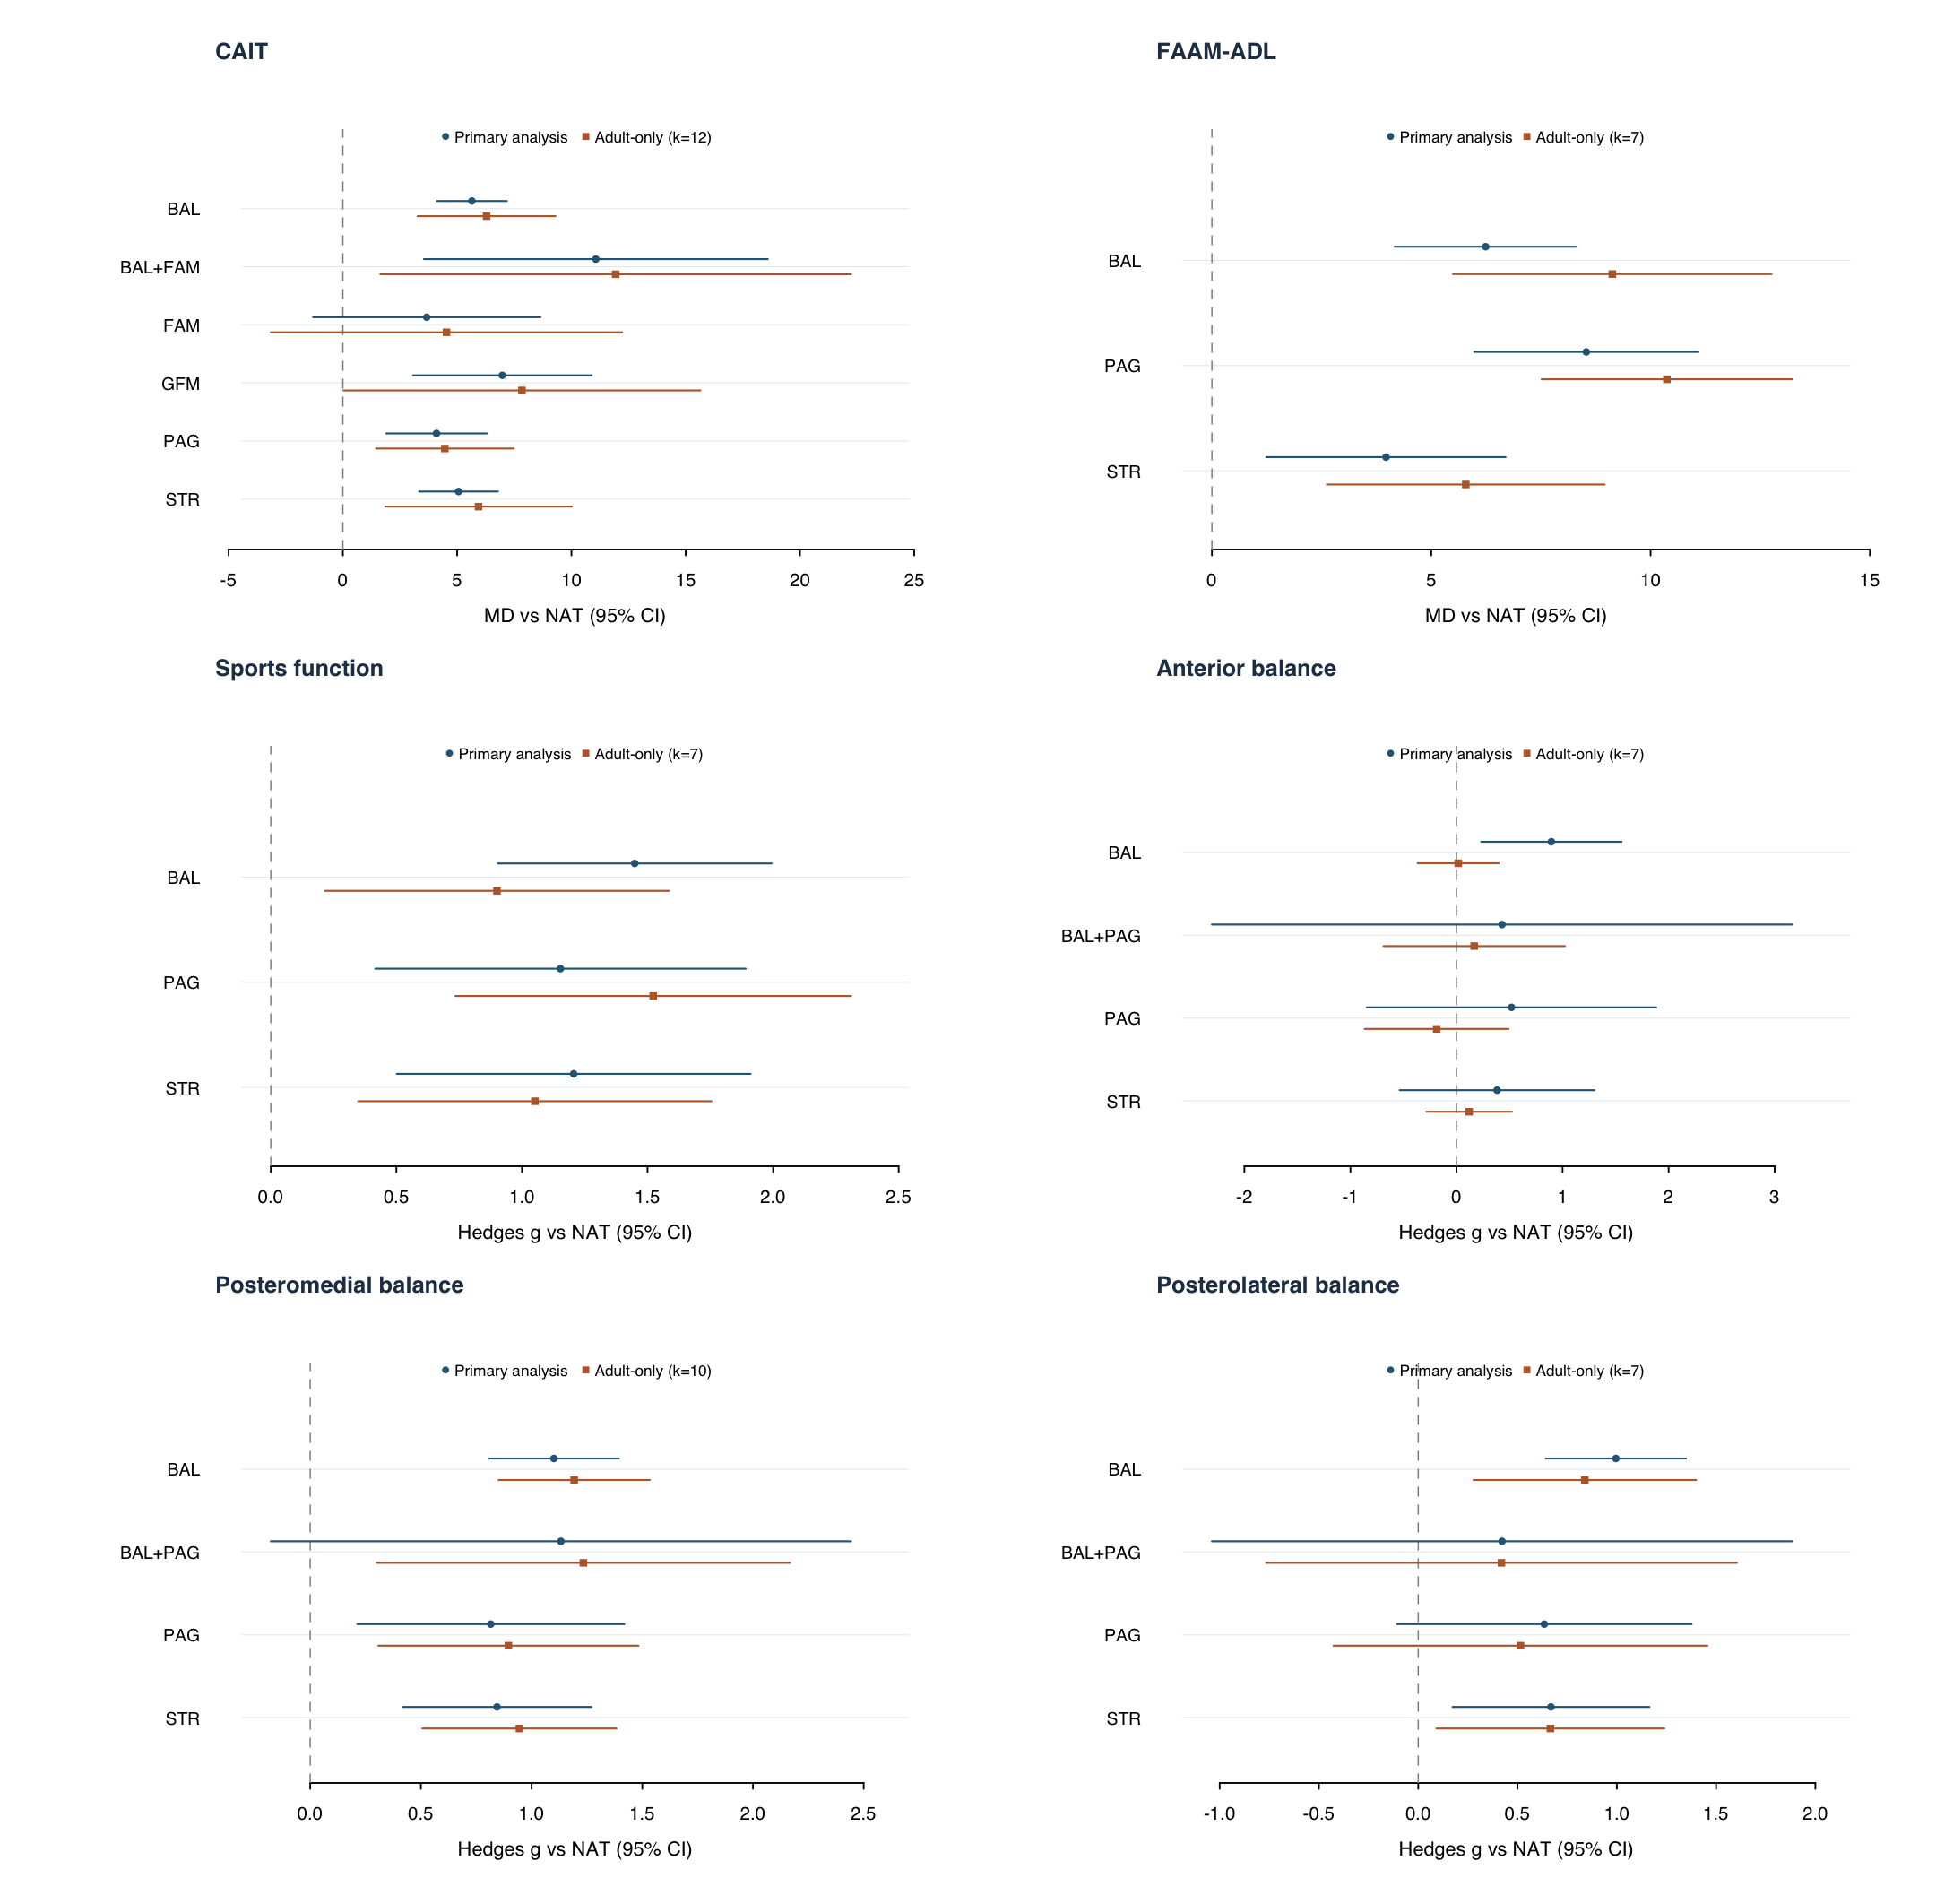 CAIT
Primary analysis Adult-only (k=12)
BAL
BAL+FAM
FAM
GFM
PAG
STR
-5 0 5 10 15 20 25
MD vs NAT (95% CI)
FAAM-ADL
Primary analysis Adult-only (k=7)
BAL
PAG
STR
0 5 10 15
MD vs NAT (95% CI)
Sports function
Primary analysis Adult-only (k=7)
BAL
PAG
STR
0.0 0.5 1.0 1.5 2.0 2.5
Hedges g vs NAT (95% CI)
Anterior balance
Primary analysis Adult-only (k=7)
BAL
BAL+PAG
PAG
STR
-2 -1 0 1 2 3
Hedges g vs NAT (95% CI)
Posteromedial balance
Primary analysis Adult-only (k=10)
BAL
BAL+PAG
PAG
STR
0.0 0.5 1.0 1.5 2.0 2.5
Hedges g vs NAT (95% CI)
Posterolateral balance
Primary analysis Adult-only (k=7)
BAL
BAL+PAG
PAG
STR
-1.0 -0.5 0.0 0.5 1.0 1.5 2.0
Hedges g vs NAT (95% CI)